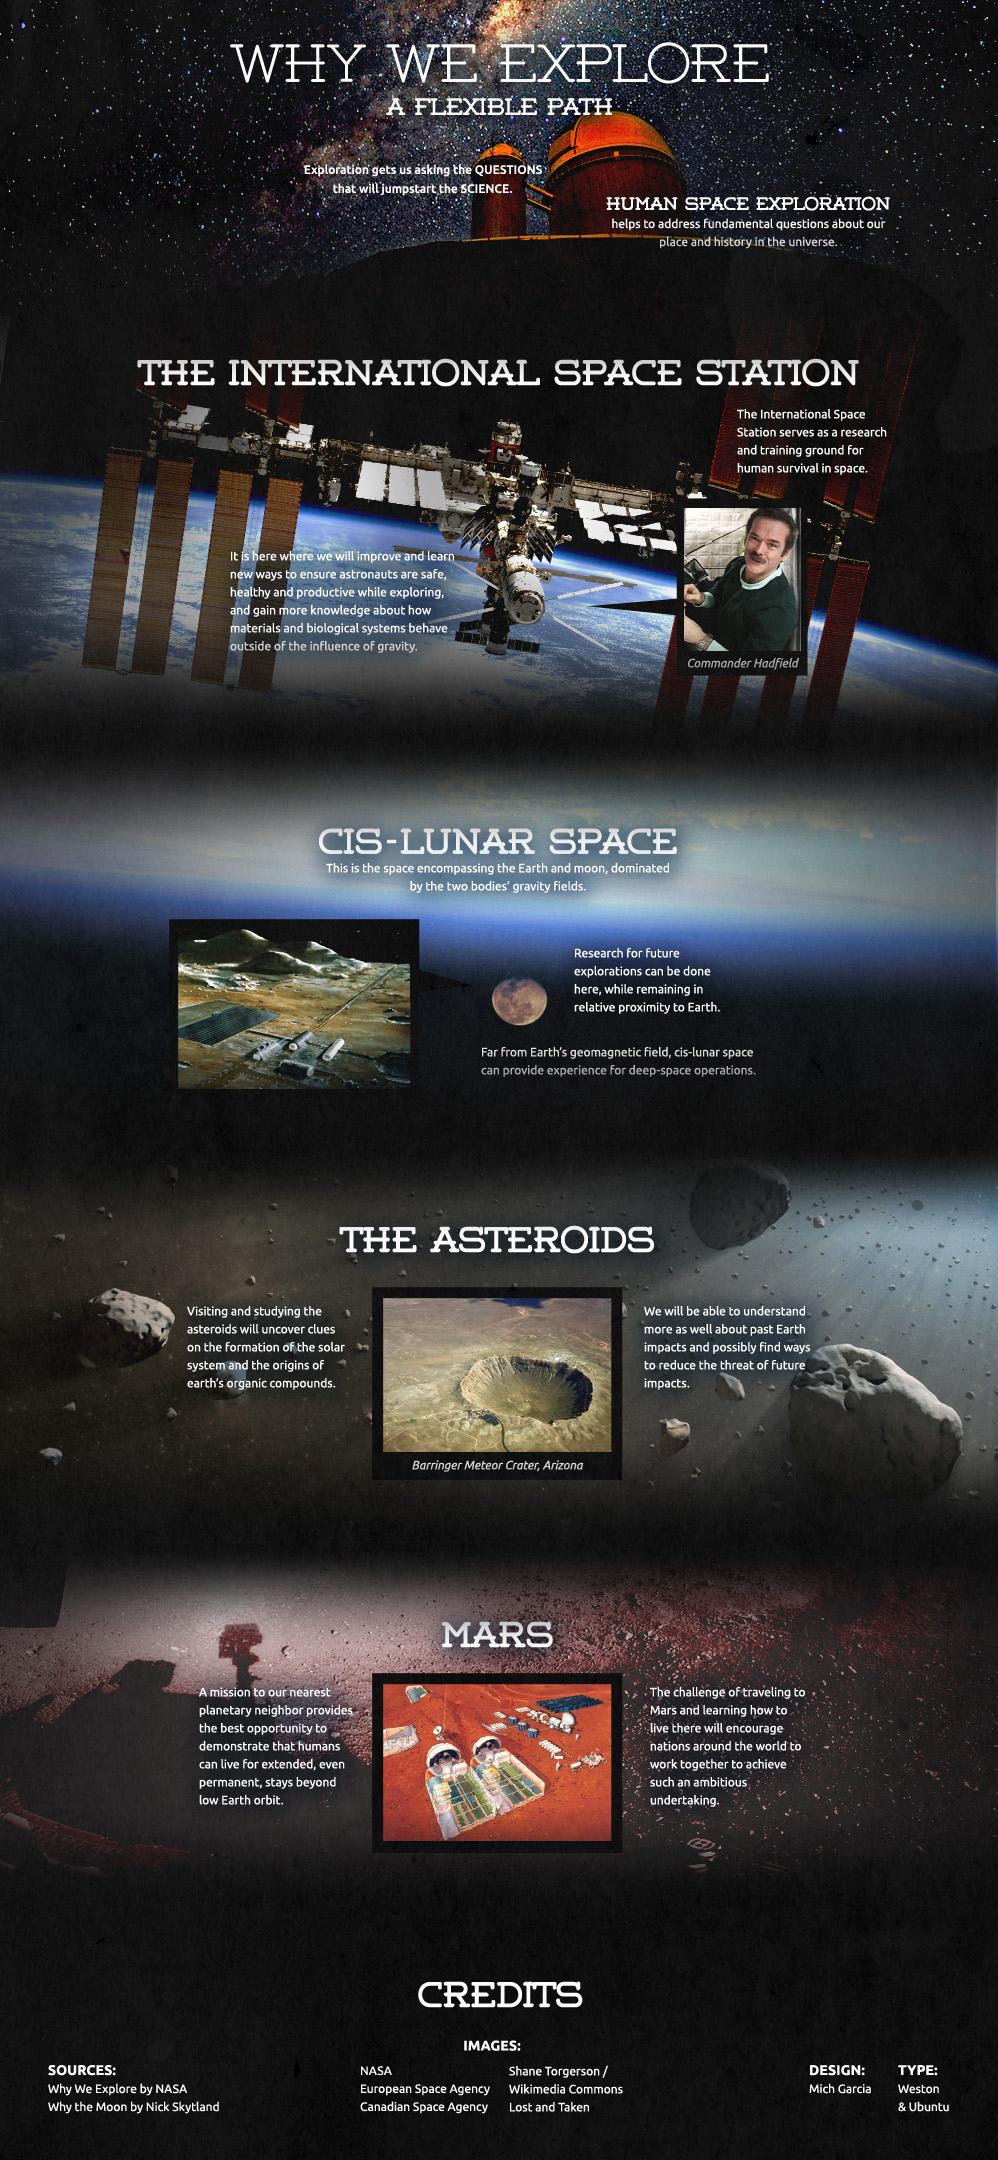 WHY WE EXPLORE
A FLEXIBLE PATH
Exploration gets us asking the QUESTIONS
that will jumpstart the SCIENCE.
HUMAN SPACE EXPLORATION
helps to address fundamental questions about our
place and history in the universe.
THE INTERNATIONAL SPACE STATION
The International Space
Station serves as a research
and training ground for
human survival in space.
It is here where we will improve and learn
new ways to ensure astronauts are safe,
healthy and productive while exploring,
and gain more knowledge about how
materials and biological systems behave
outside of the influence of gravity.
Commander Hadfield
CIS-LUNAR SPACE
This is the space encompassing the Earth and moon, dominated
by the two bodies' gravity fields.
Research for future
explorations can be done
here, while remaining in
relative proximity to Earth.
Far from Earth's geomagnetic field, cis-lunar space
can provide experience for deep-space operations.
THE ASTEROIDS
Visiting and studying the
asteroids will uncover clues
on the formation of the solar
system and the origins of
earth's organic compounds.
Barringer Meteor Crater, Arizona
We will be able to understand
more as well about past Earth
impacts and possibly find ways
to reduce the threat of future
impacts.
MARS
A mission to our nearest
planetary neighbor provides
the best opportunity to
demonstrate that humans
can live for extended, even
permanent, stays beyond
low Earth orbit.
The challenge of traveling to
Mars and learning how to
live there will encourage
nations around the world to
work together to achieve
such an ambitious
undertaking.
CREDITS
SOURCES:
Why We Explore by NASA
Why the Moon by Nick Skytland
IMAGES:
NASA
European Space Agency
Canadian Space Agency
Shane Torgerson /
Wikimedia Commons
Lost and Taken
DESIGN:
Mich Garcia
TYPE:
Weston
& Ubuntu